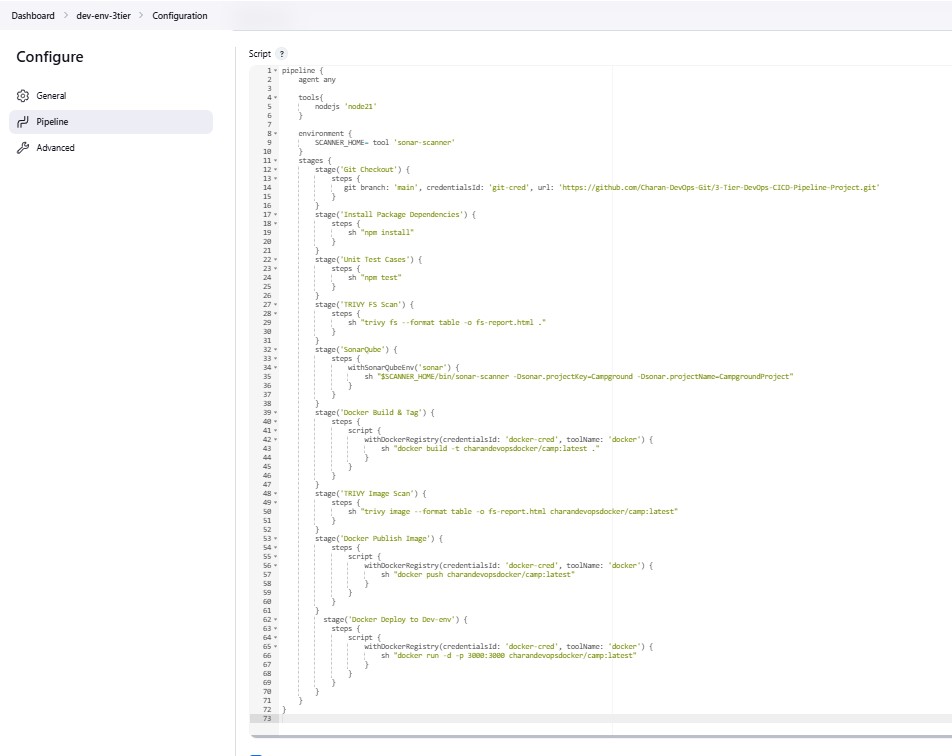 Dashboard > dev-env-3tier > Configuration
Configure
General
Pipeline
Advanced
Script ?
1 pipeline {
2 agent any
3
4 tools{
5 nodejs 'node21'
6 }
7
8 environment {
9 SCANNER_HOME= tool 'sonar-scanner'
10 }
11 stages {
12 stage('Git Checkout') {
13 steps {
14 git branch: 'main', credentialsId: 'git-cred', url: 'https://github.com/Charan-DevOps-Git/3-Tier-DevOps-CICD-Pipeline-Project.git'
15 }
16 }
17 stage('Install Package Dependencies') {
18 steps {
19 sh "npm install"
20 }
21 }
22 stage('Unit Test Cases') {
23 steps {
24 sh "npm test"
25 }
26 }
27 stage('TRIVY FS Scan') {
28 steps {
29 sh "trivy fs --format table -o fs-report.html ."
30 }
31 }
32 stage('SonarQube') {
33 steps {
34 withSonarQubeEnv('sonar') {
35 sh "$SCANNER_HOME/bin/sonar-scanner -Dsonar.projectKey=Campground -Dsonar.projectName=CampgroundProject"
36 }
37 }
38 }
39 stage('Docker Build & Tag') {
40 steps {
41 script {
42 withDockerRegistry(credentialsId: 'docker-cred', toolName: 'docker') {
43 sh "docker build -t charandevopsdocker/camp:latest ."
44 }
45 }
46 }
47 }
48 stage('TRIVY Image Scan') {
49 steps {
50 sh "trivy image --format table -o fs-report.html charandevopsdocker/camp:latest"
51 }
52 }
53 stage('Docker Publish Image') {
54 steps {
55 script {
56 withDockerRegistry(credentialsId: 'docker-cred', toolName: 'docker') {
57 sh "docker push charandevopsdocker/camp:latest"
58 }
59 }
60 }
61 }
62 stage('Docker Deploy to Dev-env') {
63 steps {
64 script {
65 withDockerRegistry(credentialsId: 'docker-cred', toolName: 'docker') {
66 sh "docker run -d -p 3000:3000 charandevopsdocker/camp:latest"
67 }
68 }
69 }
70 }
71 }
72 }
73